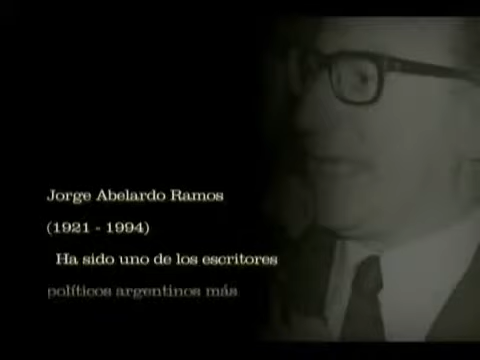 Jorge Abelardo Ramos
(1921 - 1994)
Ha sido uno de los escritores
políticos argentinos más